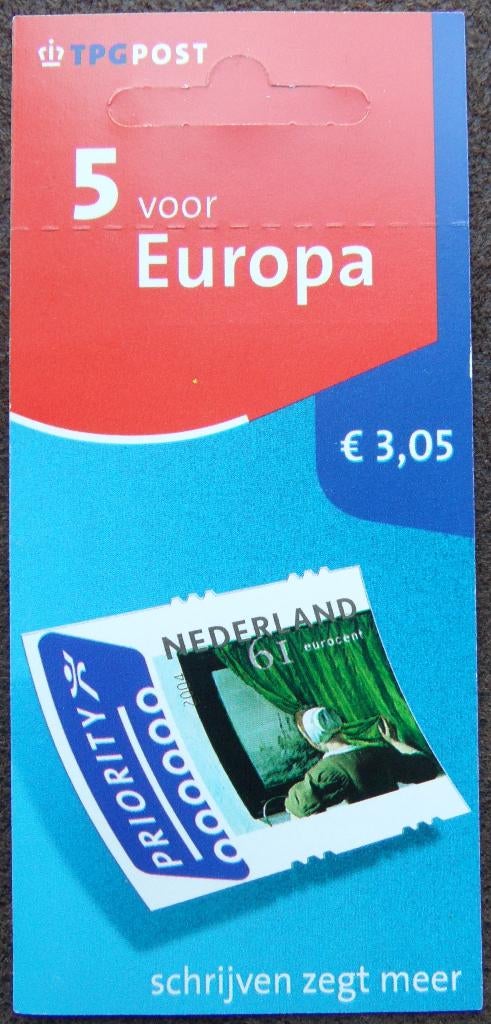 TPGPOST
5 voor
Europa
€ 3,05
NEDERLAND
61 eurocent
2004
PRIORITY
schrijven zegt meer